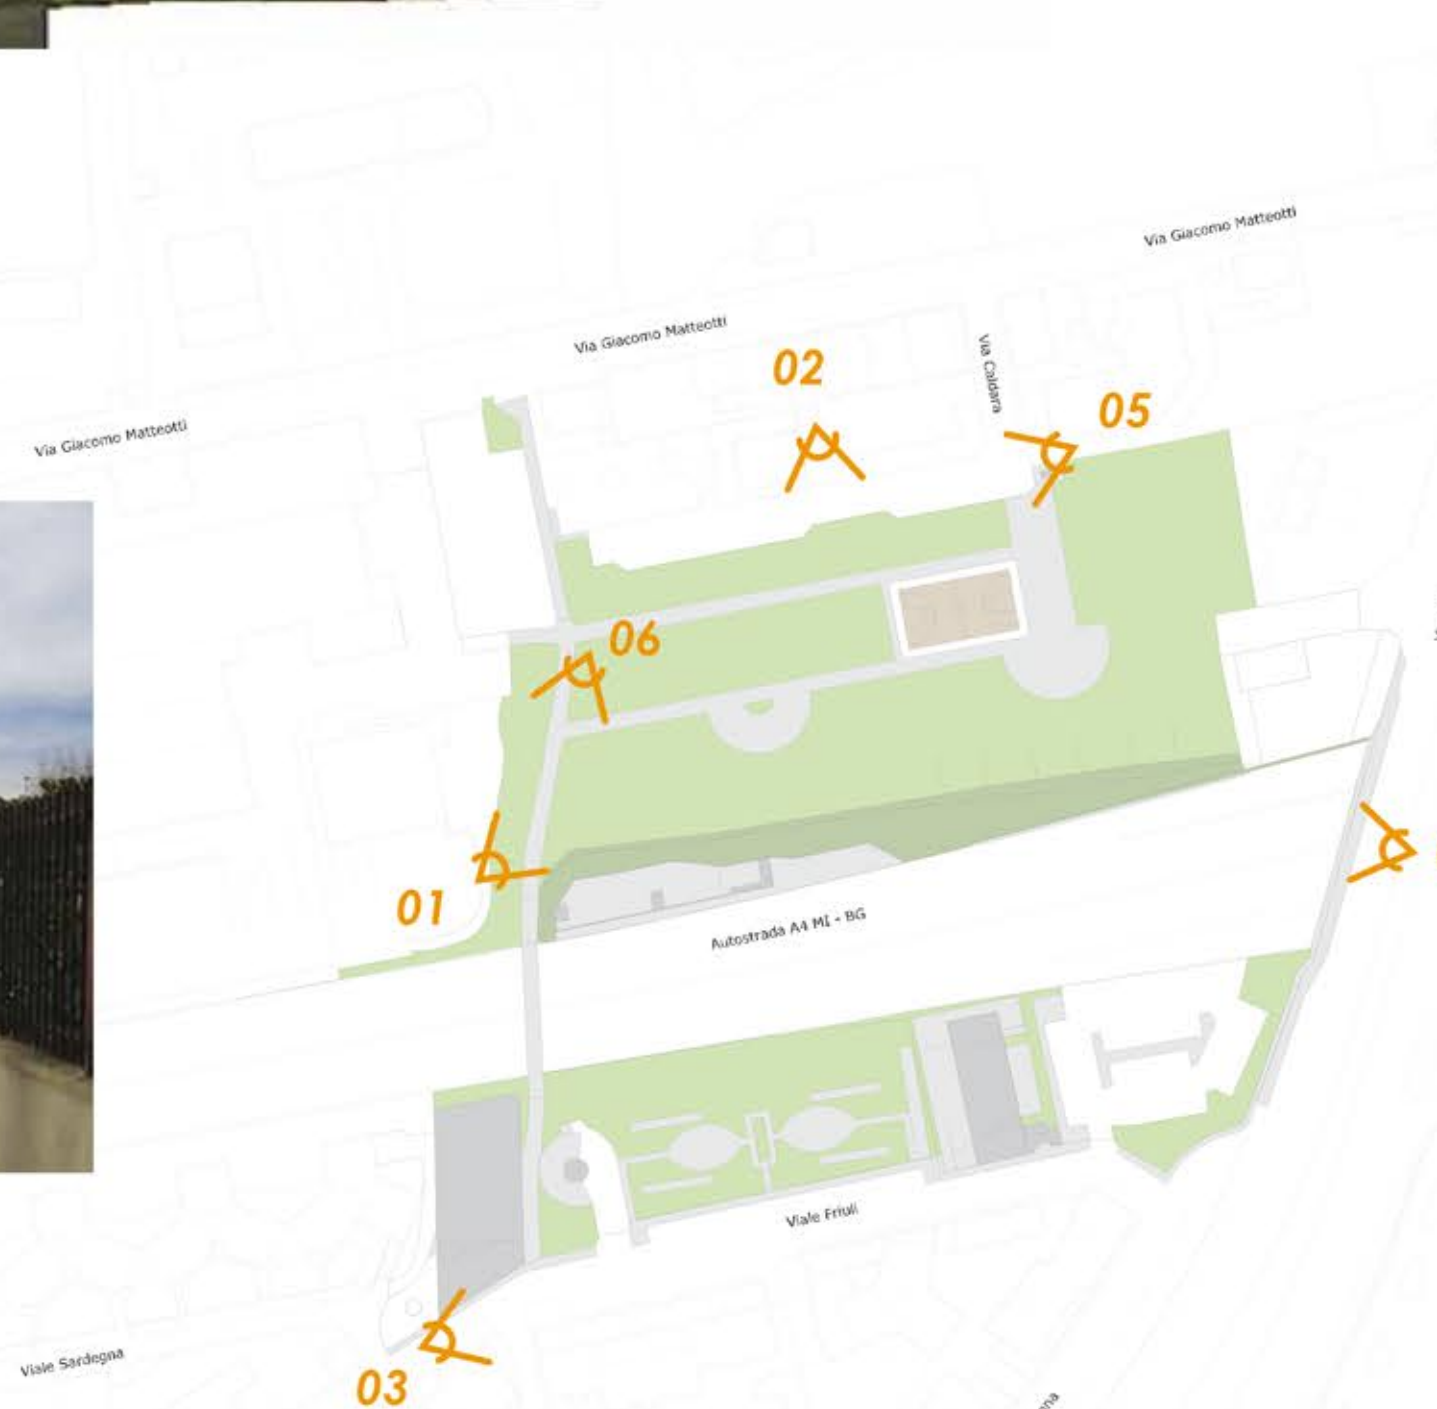 Via Giacomo Matteotti
Via Giacomo Matteotti
Via Caldara
02
05
Via Giacomo Matteotti
06
01
Autostrada A4 MI - BG
Viale Friuli
Viale Sardegna
03